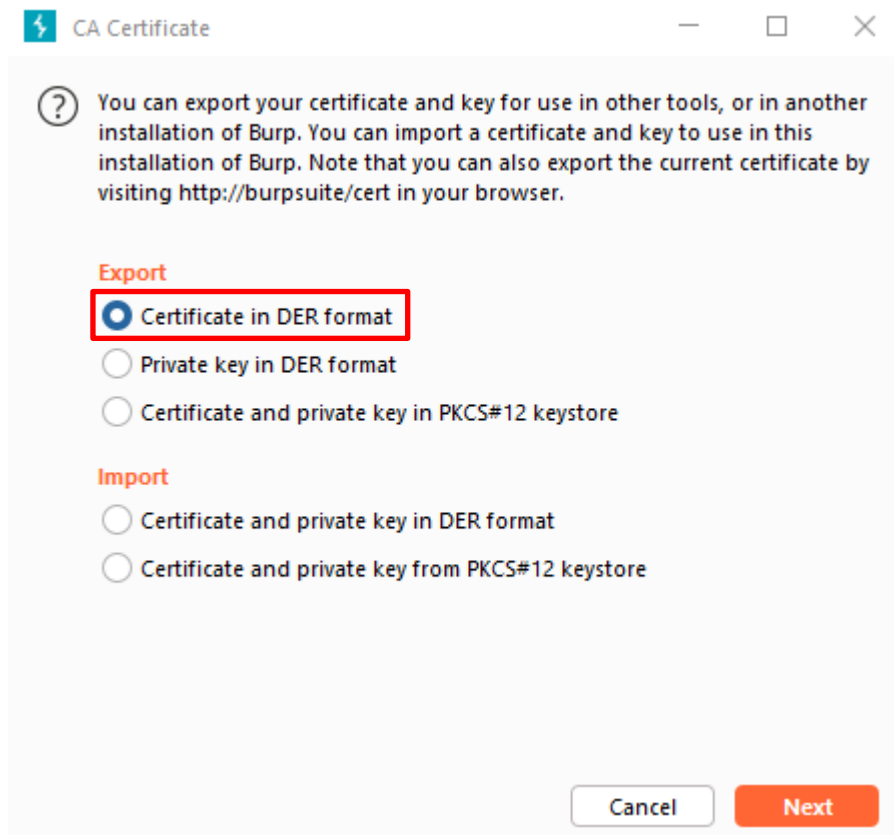 CA Certificate
You can export your certificate and key for use in other tools, or in another
installation of Burp. You can import a certificate and key to use in this
installation of Burp. Note that you can also export the current certificate by
visiting http://burpsuite/cert in your browser.
Export
Certificate in DER format
Private key in DER format
Certificate and private key in PKCS#12 keystore
Import
Certificate and private key in DER format
Certificate and private key from PKCS#12 keystore
Cancel Next